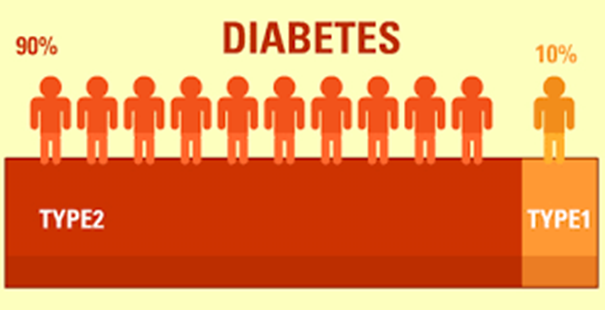 DIABETES
90%
10%
TYPE2
TYPE1